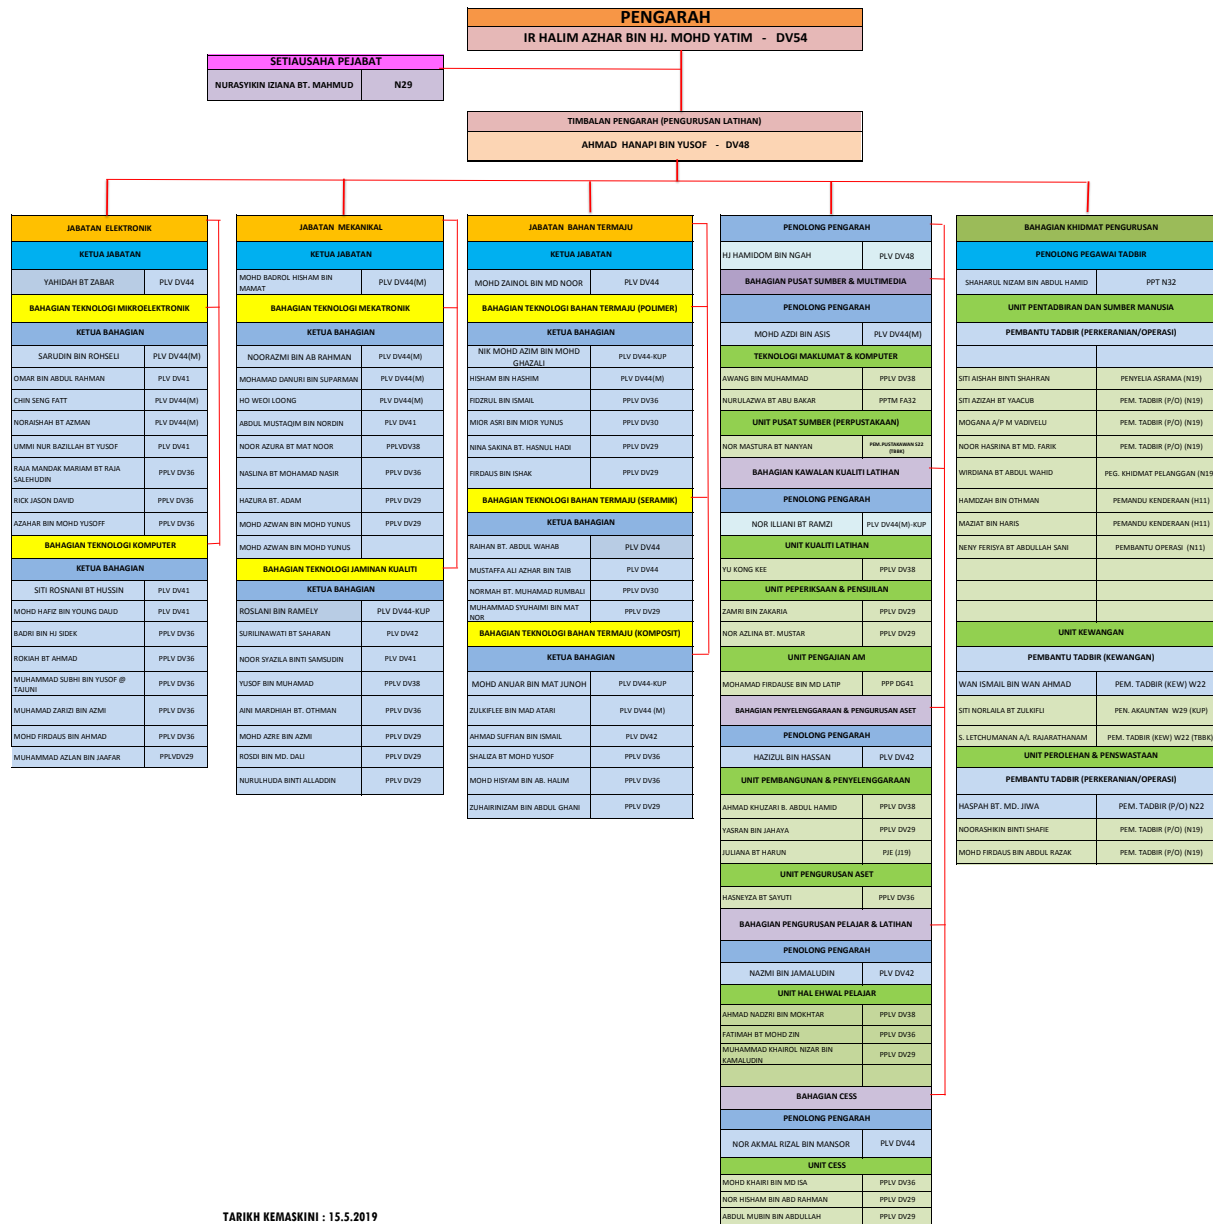 PENGARAH
IR HALIM AZHAR BIN HJ. MOHD YATIM - DV54
SETIAUSAHA PEJABAT
NURASYIKIN IZIANA BT. MAHMUD N29
TIMBALAN PENGARAH (PENGURUSAN LATIHAN)
AHMAD HANAPI BIN YUSOF - DV48
JABATAN ELEKTRONIK
KETUA JABATAN
YAHIDAH BT ZABAR PLV DV44
BAHAGIAN TEKNOLOGI MIKROELEKTRONIK
KETUA BAHAGIAN
SARUDIN BIN ROHSELI PLV DV44(M)
OMAR BIN ABDUL RAHMAN PLV DV41
CHIN SENG FATT PLV DV44(M)
NORAISHAH BT AZMAN PLV DV44(M)
UMMI NUR BAZILLAH BT YUSOF PLV DV41
RAJA MANDAK MARIAM BT RAJA
SALEHUDIN PPLV DV36
RICK JASON DAVID PPLV DV36
AZAHAR BIN MOHD YUSOFF PPLV DV36
BAHAGIAN TEKNOLOGI KOMPUTER
KETUA BAHAGIAN
SITI ROSNANI BT HUSSIN PLV DV41
MOHD HAFIZ BIN YOUNG DAUD PLV DV41
BADRI BIN HJ SIDEK PPLV DV36
ROKIAH BT AHMAD PPLV DV36
MUHAMMAD SUBHI BIN YUSOF @
TAJUNI PPLV DV36
MUHAMAD ZARIZI BIN AZMI PPLV DV36
MOHD FIRDAUS BIN AHMAD PPLV DV36
MUHAMMAD AZLAN BIN JAAFAR PPLVDV29
JABATAN MEKANIKAL
KETUA JABATAN
MOHD BADROL HISHAM BIN
MAMAT PLV DV44(M)
BAHAGIAN TEKNOLOGI MEKATRONIK
KETUA BAHAGIAN
NOORAZMI BIN AB RAHMAN PLV DV44(M)
MOHAMAD DANURI BIN SUPARMAN PLV DV44(M)
HO WEOI LOONG PLV DV44(M)
ABDUL MUSTAQIM BIN NORDIN PLV DV41
NOOR AZURA BT MAT NOOR PPLVDV38
NASLINA BT MOHAMAD NASIR PPLV DV36
HAZURA BT. ADAM PPLV DV29
MOHD AZWAN BIN MOHD YUNUS PPLV DV29
MOHD AZWAN BIN MOHD YUNUS
BAHAGIAN TEKNOLOGI JAMINAN KUALITI
KETUA BAHAGIAN
ROSLANI BIN RAMELY PLV DV44-KUP
SURILINAWATI BT SAHARAN PLV DV42
NOOR SYAZILA BINTI SAMSUDIN PLV DV41
YUSOF BIN MUHAMAD PPLV DV38
AINI MARDHIAH BT. OTHMAN PPLV DV36
MOHD AZRE BIN AZMI PPLV DV29
ROSDI BIN MD. DALI PPLV DV29
NURULHUDA BINTI ALLADDIN PPLV DV29
JABATAN BAHAN TERMAJU
KETUA JABATAN
MOHD ZAINOL BIN MD NOOR PLV DV44
BAHAGIAN TEKNOLOGI BAHAN TERMAJU (POLIMER)
KETUA BAHAGIAN
NIK MOHD AZIM BIN MOHD
GHAZALI PLV DV44-KUP
HISHAM BIN HASHIM PLV DV44(M)
FIDZRUL BIN ISMAIL PPLV DV36
MIOR ASRI BIN MIOR YUNUS PPLV DV30
NINA SAKINA BT. HASNUL HADI PPLV DV29
FIRDAUS BIN ISHAK PPLV DV29
BAHAGIAN TEKNOLOGI BAHAN TERMAJU (SERAMIK)
KETUA BAHAGIAN
RAIHAN BT. ABDUL WAHAB PLV DV44
MUSTAFFA ALI AZHAR BIN TAIB PLV DV44
NORMAH BT. MUHAMAD RUMBALI PPLV DV30
MUHAMMAD SYUHAIMI BIN MAT
NOR PPLV DV29
BAHAGIAN TEKNOLOGI BAHAN TERMAJU (KOMPOSIT)
KETUA BAHAGIAN
MOHD ANUAR BIN MAT JUNOH PLV DV44-KUP
ZULKIFLEE BIN MAD ATARI PLV DV44 (M)
AHMAD SUFFIAN BIN ISMAIL PLV DV42
SHALIZA BT MOHD YUSOF PPLV DV36
MOHD HISYAM BIN AB. HALIM PPLV DV36
ZUHAIRINIZAM BIN ABDUL GHANI PPLV DV29
PENOLONG PENGARAH
HJ HAMIDOM BIN NGAH PLV DV48
BAHAGIAN PUSAT SUMBER & MULTIMEDIA
PENOLONG PENGARAH
MOHD AZDI BIN ASIS PLV DV44(M)
TEKNOLOGI MAKLUMAT & KOMPUTER
AWANG BIN MUHAMMAD PPLV DV38
NURULAZWA BT ABU BAKAR PPTM FA32
UNIT PUSAT SUMBER (PERPUSTAKAAN)
NOR MASTURA BT NANYAN PEM.PUSTAKAWAN S22
(TBBK)
BAHAGIAN KAWALAN KUALITI LATIHAN
PENOLONG PENGARAH
NOR ILLIANI BT RAMZI PLV DV44(M)-KUP
UNIT KUALITI LATIHAN
YU KONG KEE PPLV DV38
UNIT PEPERIKSAAN & PENSIJILAN
ZAMRI BIN ZAKARIA PPLV DV29
NOR AZLINA BT. MUSTAR PPLV DV29
UNIT PENGAJIAN AM
MOHAMAD FIRDAUSE BIN MD LATIP PPP DG41
BAHAGIAN PENYELENGGARAAN & PENGURUSAN ASET
PENOLONG PENGARAH
HAZIZUL BIN HASSAN PLV DV42
UNIT PEMBANGUNAN & PENYELENGGARAAN
AHMAD KHUZARI B. ABDUL HAMID PPLV DV38
YASRAN BIN JAHAYA PPLV DV29
JULIANA BT HARUN PJE (J19)
UNIT PENGURUSAN ASET
HASNEYZA BT SAYUTI PPLV DV36
BAHAGIAN PENGURUSAN PELAJAR & LATIHAN
PENOLONG PENGARAH
NAZMI BIN JAMALUDIN PLV DV42
UNIT HAL EHWAL PELAJAR
AHMAD NADZRI BIN MOKHTAR PPLV DV38
FATIMAH BT MOHD ZIN PPLV DV36
MUHAMMAD KHAIROL NIZAR BIN
KAMALUDIN PPLV DV29
BAHAGIAN CESS
PENOLONG PENGARAH
NOR AKMAL RIZAL BIN MANSOR PLV DV44
UNIT CESS
MOHD KHAIRI BIN MD ISA PPLV DV36
NOR HISHAM BIN ABD RAHMAN PPLV DV29
ABDUL MUBIN BIN ABDULLAH PPLV DV29
BAHAGIAN KHIDMAT PENGURUSAN
PENOLONG PEGAWAI TADBIR
SHAHARUL NIZAM BIN ABDUL HAMID PPT N32
UNIT PENTADBIRAN DAN SUMBER MANUSIA
PEMBANTU TADBIR (PERKERANIAN/OPERASI)
SITI AISHAH BINTI SHAHRAN PENYELIA ASRAMA (N19)
SITI AZIZAH BT YAACUB PEM. TADBIR (P/O) (N19)
MOGANA A/P M VADIVELU PEM. TADBIR (P/O) (N19)
NOOR HASRINA BT MD. FARIK PEM. TADBIR (P/O) (N19)
WIRDIANA BT ABDUL WAHID PEG. KHIDMAT PELANGGAN (N19
HAMDZAH BIN OTHMAN PEMANDU KENDERAAN (H11)
MAZIAT BIN HARIS PEMANDU KENDERAAN (H11)
NENY FERISYA BT ABDULLAH SANI PEMBANTU OPERASI (N11)
UNIT KEWANGAN
PEMBANTU TADBIR (KEWANGAN)
WAN ISMAIL BIN WAN AHMAD PEM. TADBIR (KEW) W22
SITI NORLAILA BT ZULKIFLI PEN. AKAUNTAN W29 (KUP)
S. LETCHUMANAN A/L RAJARATHANAM PEM. TADBIR (KEW) W22 (TBBK)
UNIT PEROLEHAN & PENSWASTAAN
PEMBANTU TADBIR (PERKERANIAN/OPERASI)
HASPAH BT. MD. JIWA PEM. TADBIR (P/O) N22
NOORASHIKIN BINTI SHAFIE PEM. TADBIR (P/O) (N19)
MOHD FIRDAUS BIN ABDUL RAZAK PEM. TADBIR (P/O) (N19)
TARIKH KEMASKINI : 15.5.2019